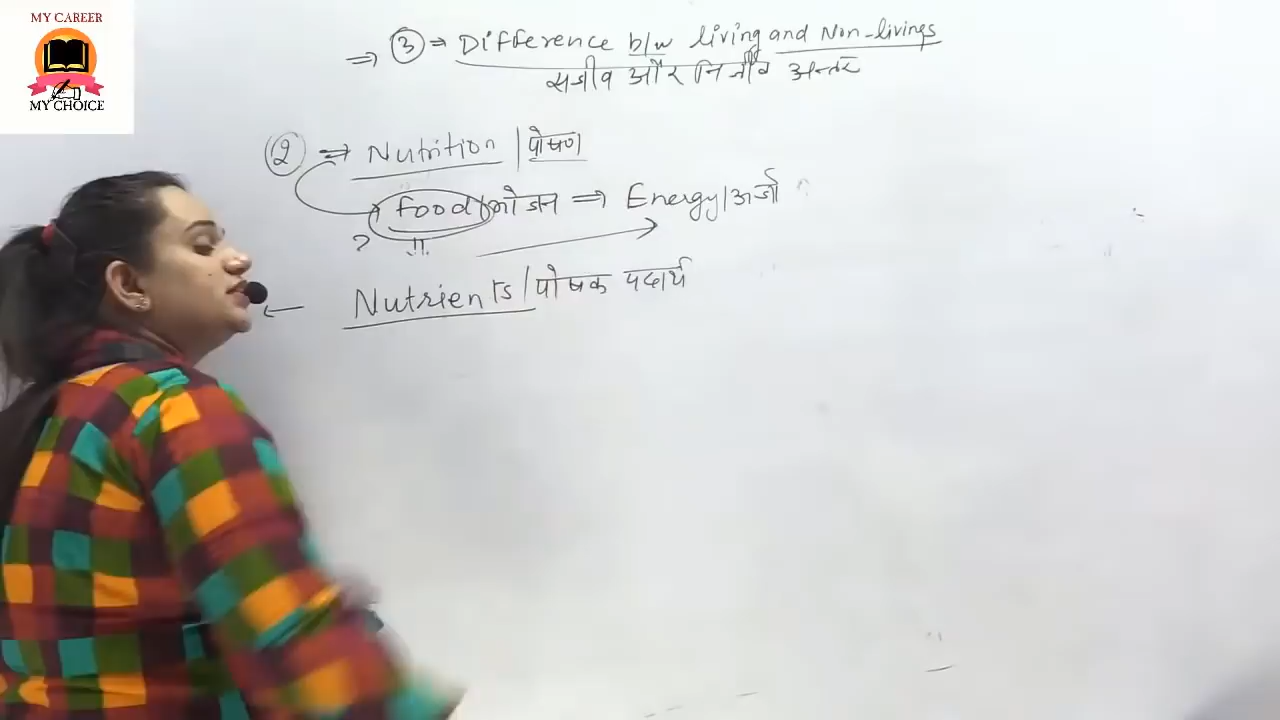 MY CAREER
MY CHOICE
⇒ ③ ⇒ Difference b/w living and Non-livings
सजीव और निर्जीव अन्तर
② ⇒ Nutrition | पोषण
Food/भोजन ⇒ Energy/ऊर्जा
?
Nutrients/पोषक पदार्थ